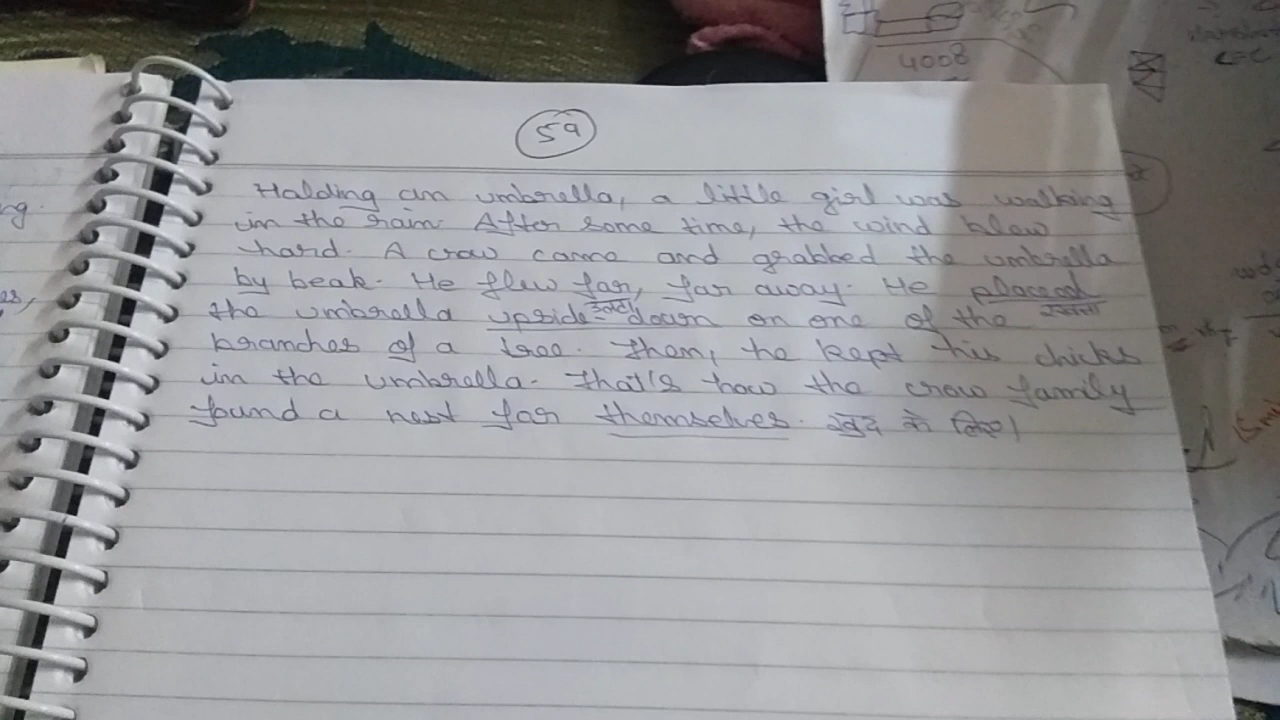 59
Halding an umbrella, a little girl was walking
in the rain. After some time, the wind blew
hard. A crow came and grabbed the umbrella
by beak. He flew far, far away. He placed
the umbrella upside down on one of the
branches of a tree. Then, he kept his chicks
in the umbrella. That's how the crow family
found a nest for themselves. खुद के लिए।
4008